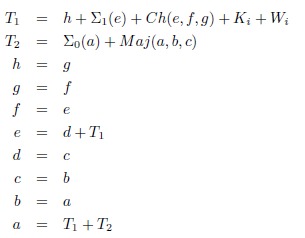 T₁ = h + Σ₁(e) + Ch(e, f, g) + Kᵢ + Wᵢ
T₂ = Σ₀(a) + Maj(a, b, c)
h = g
g = f
f = e
e = d + T₁
d = c
c = b
b = a
a = T₁ + T₂